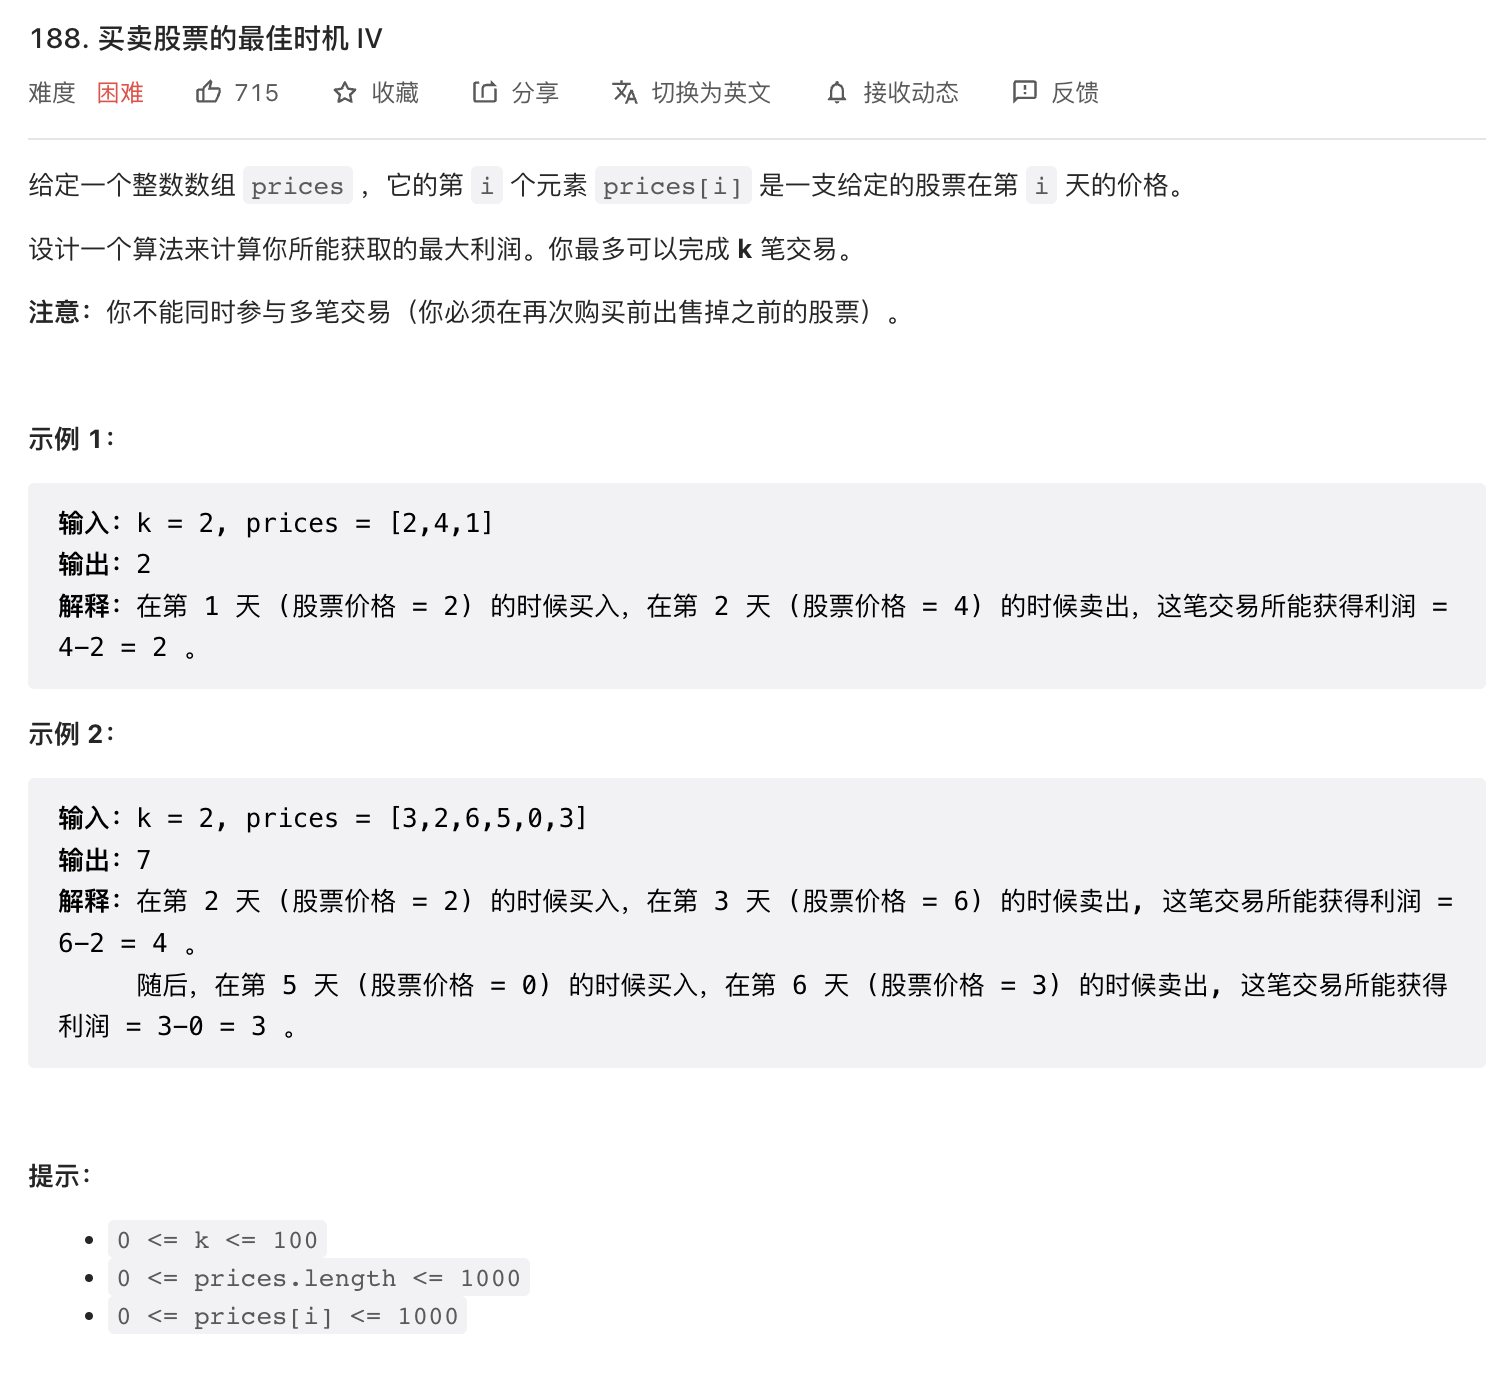 188. 买卖股票的最佳时机 IV
难度 困难 715 收藏 分享 切换为英文 接收动态 反馈
给定一个整数数组 prices ，它的第 i 个元素 prices[i] 是一支给定的股票在第 i 天的价格。
设计一个算法来计算你所能获取的最大利润。你最多可以完成 k 笔交易。
注意：你不能同时参与多笔交易（你必须在再次购买前出售掉之前的股票）。
示例 1：
输入：k = 2, prices = [2,4,1]
输出：2
解释：在第 1 天 (股票价格 = 2) 的时候买入，在第 2 天 (股票价格 = 4) 的时候卖出，这笔交易所能获得利润 =
4-2 = 2 。
示例 2：
输入：k = 2, prices = [3,2,6,5,0,3]
输出：7
解释：在第 2 天 (股票价格 = 2) 的时候买入，在第 3 天 (股票价格 = 6) 的时候卖出, 这笔交易所能获得利润 =
6-2 = 4 。
随后，在第 5 天 (股票价格 = 0) 的时候买入，在第 6 天 (股票价格 = 3) 的时候卖出, 这笔交易所能获得
利润 = 3-0 = 3 。
提示：
• 0 <= k <= 100
• 0 <= prices.length <= 1000
• 0 <= prices[i] <= 1000